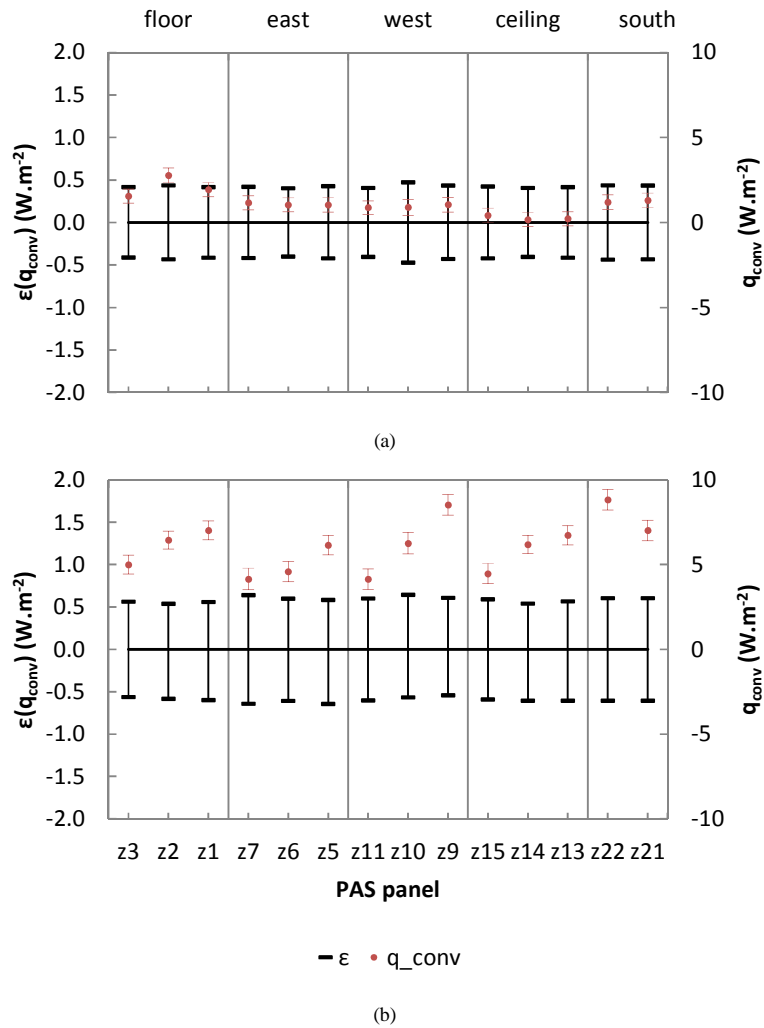 floor east west ceiling south
2.0
1.5
1.0
0.5
0.0
-0.5
-1.0
-1.5
-2.0
ε(qconv) (W.m-2)
10
5
0
-5
-10
qconv (W.m-2)
(a)
2.0
1.5
1.0
0.5
0.0
-0.5
-1.0
-1.5
-2.0
ε(qconv) (W.m-2)
10
5
0
-5
-10
qconv (W.m-2)
z3 z2 z1 z7 z6 z5 z11 z10 z9 z15 z14 z13 z22 z21
PAS panel
ε q_conv
(b)